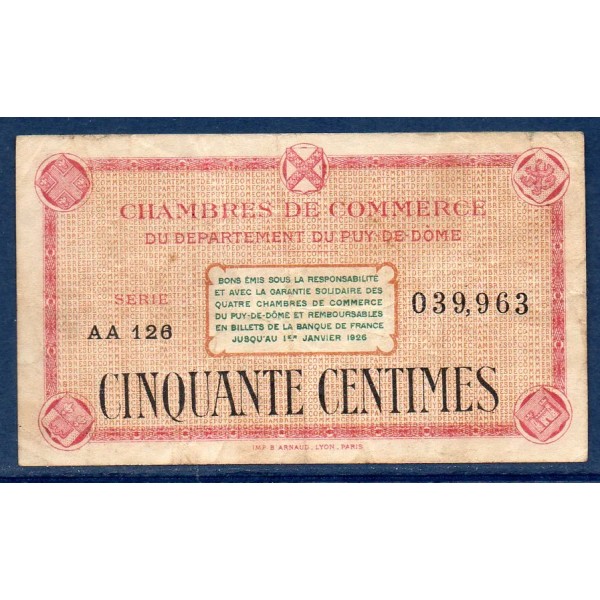 CHAMBRES DE COMMERCE
DU DEPARTEMENT DU PUY-DE-DÔME
SERIE
AA 126
BONS ÉMIS SOUS LA RESPONSABILITÉ
ET AVEC LA GARANTIE SOLIDAIRE DES
QUATRE CHAMBRES DE COMMERCE
DU PUY-DE-DÔME ET REMBOURSABLES
EN BILLETS DE LA BANQUE DE FRANCE
JUSQU'AU 1ER JANVIER 1926
039,963
CINQUANTE CENTIMES
IMP. B. ARNAUD, LYON, PARIS